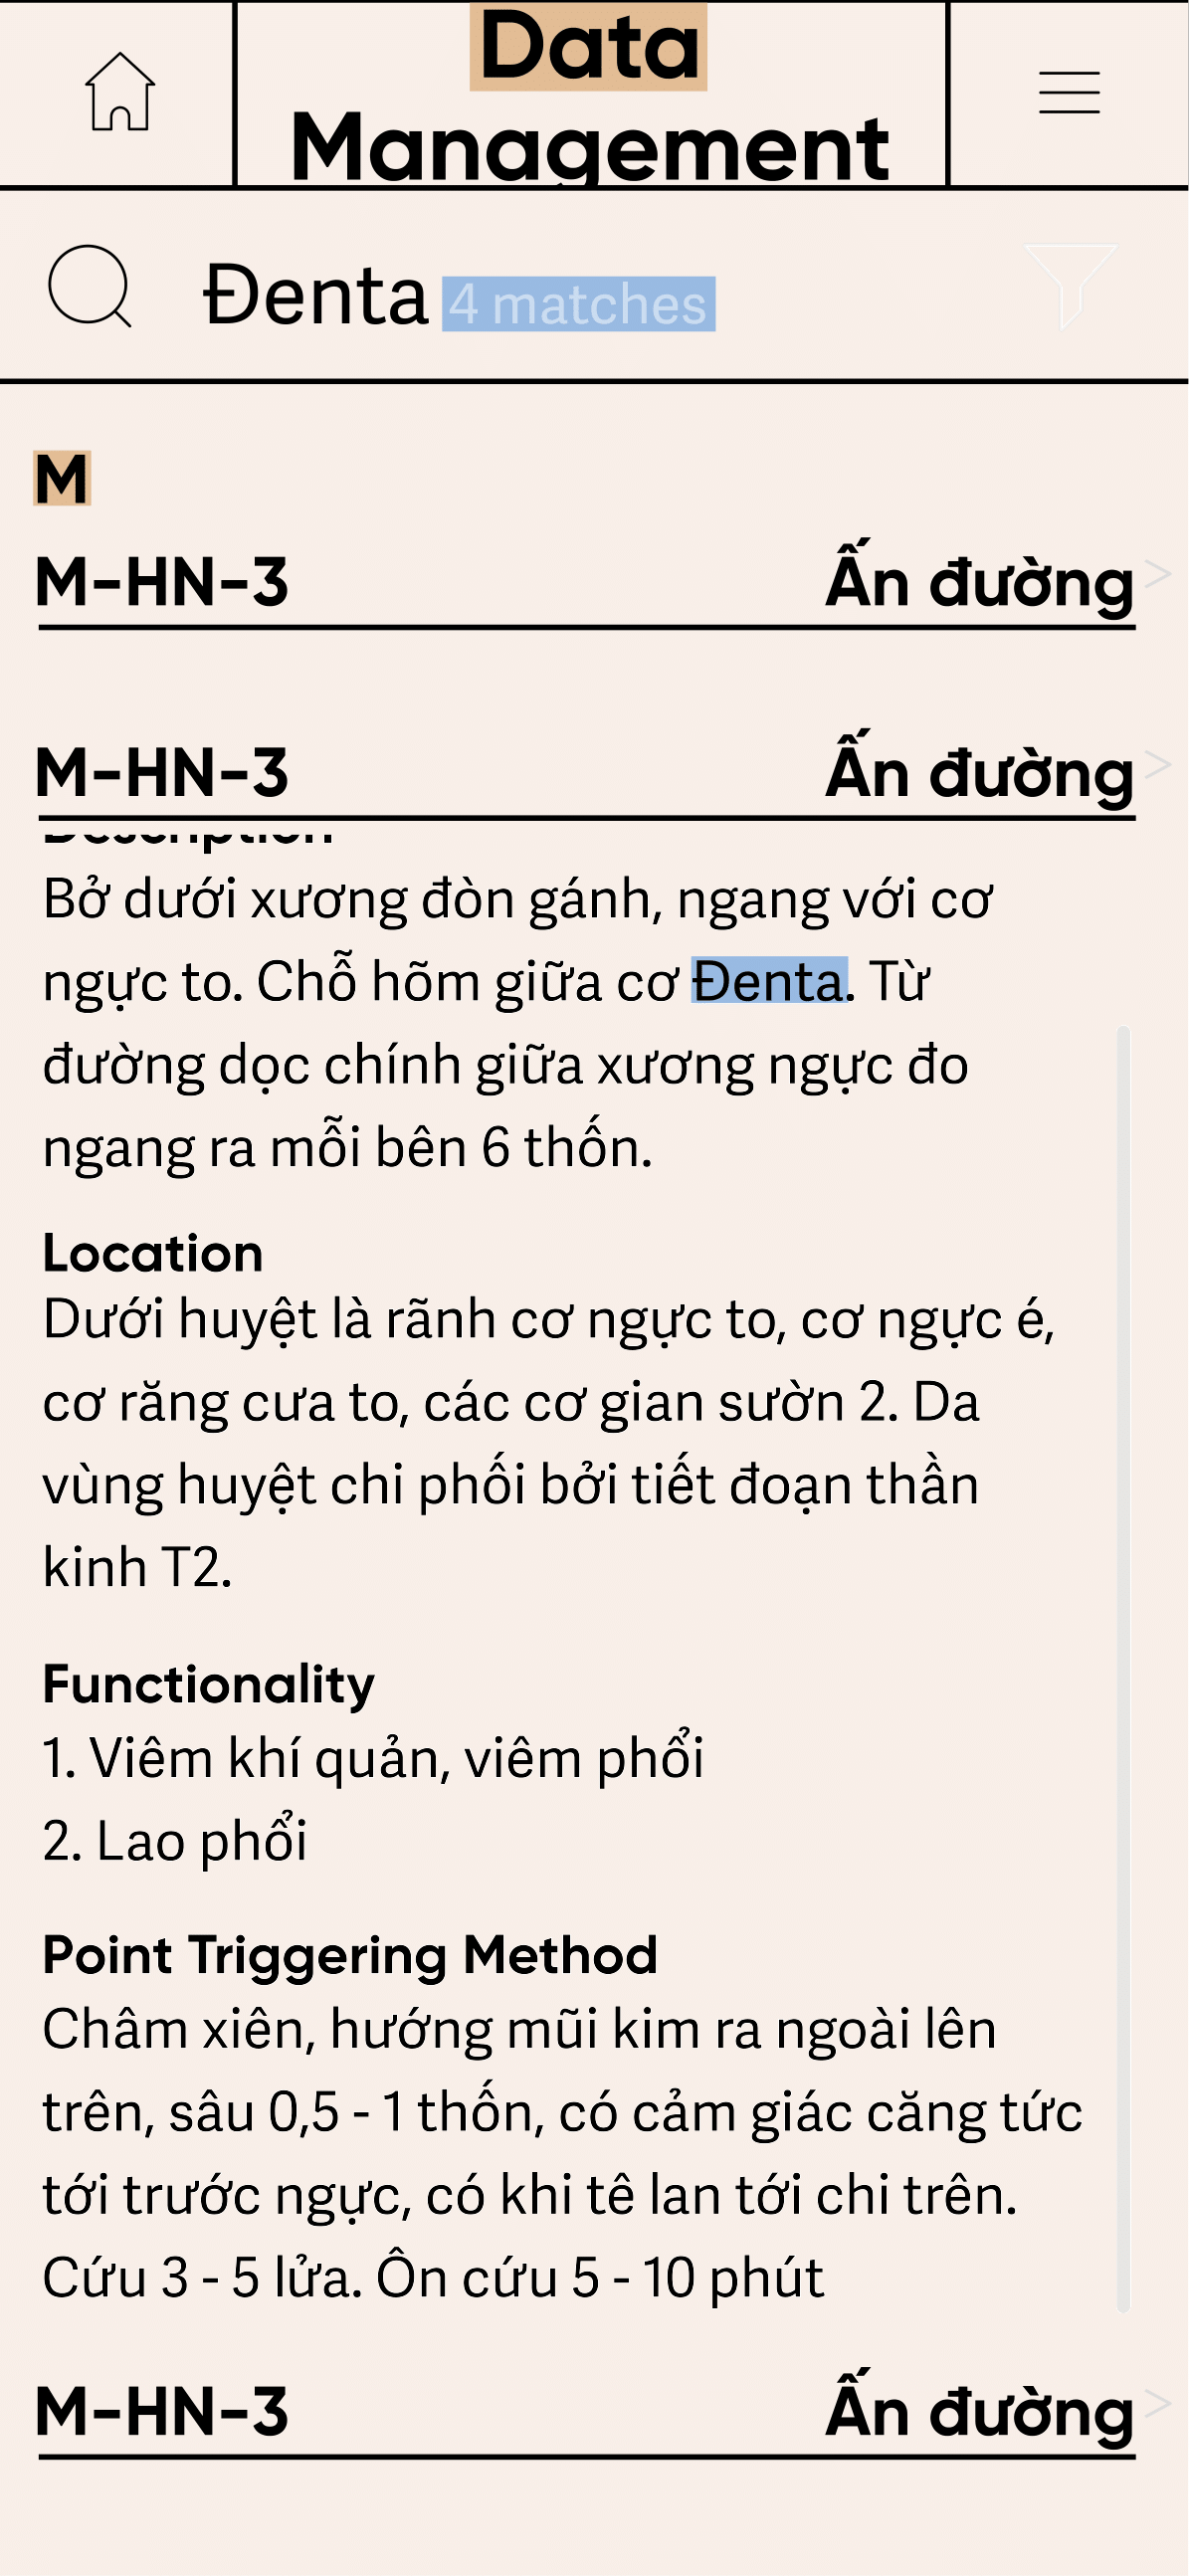 Data
Management
Đenta 4 matches
M
M-HN-3 Ấn đường >
M-HN-3 Ấn đường >
Description
Bở dưới xương đòn gánh, ngang với cơ
ngực to. Chỗ hõm giữa cơ Đenta. Từ
đường dọc chính giữa xương ngực đo
ngang ra mỗi bên 6 thốn.
Location
Dưới huyệt là rãnh cơ ngực to, cơ ngực é,
cơ răng cưa to, các cơ gian sườn 2. Da
vùng huyệt chi phối bởi tiết đoạn thần
kinh T2.
Functionality
1. Viêm khí quản, viêm phổi
2. Lao phổi
Point Triggering Method
Châm xiên, hướng mũi kim ra ngoài lên
trên, sâu 0,5 - 1 thốn, có cảm giác căng tức
tới trước ngực, có khi tê lan tới chi trên.
Cứu 3 - 5 lửa. Ôn cứu 5 - 10 phút
M-HN-3 Ấn đường >